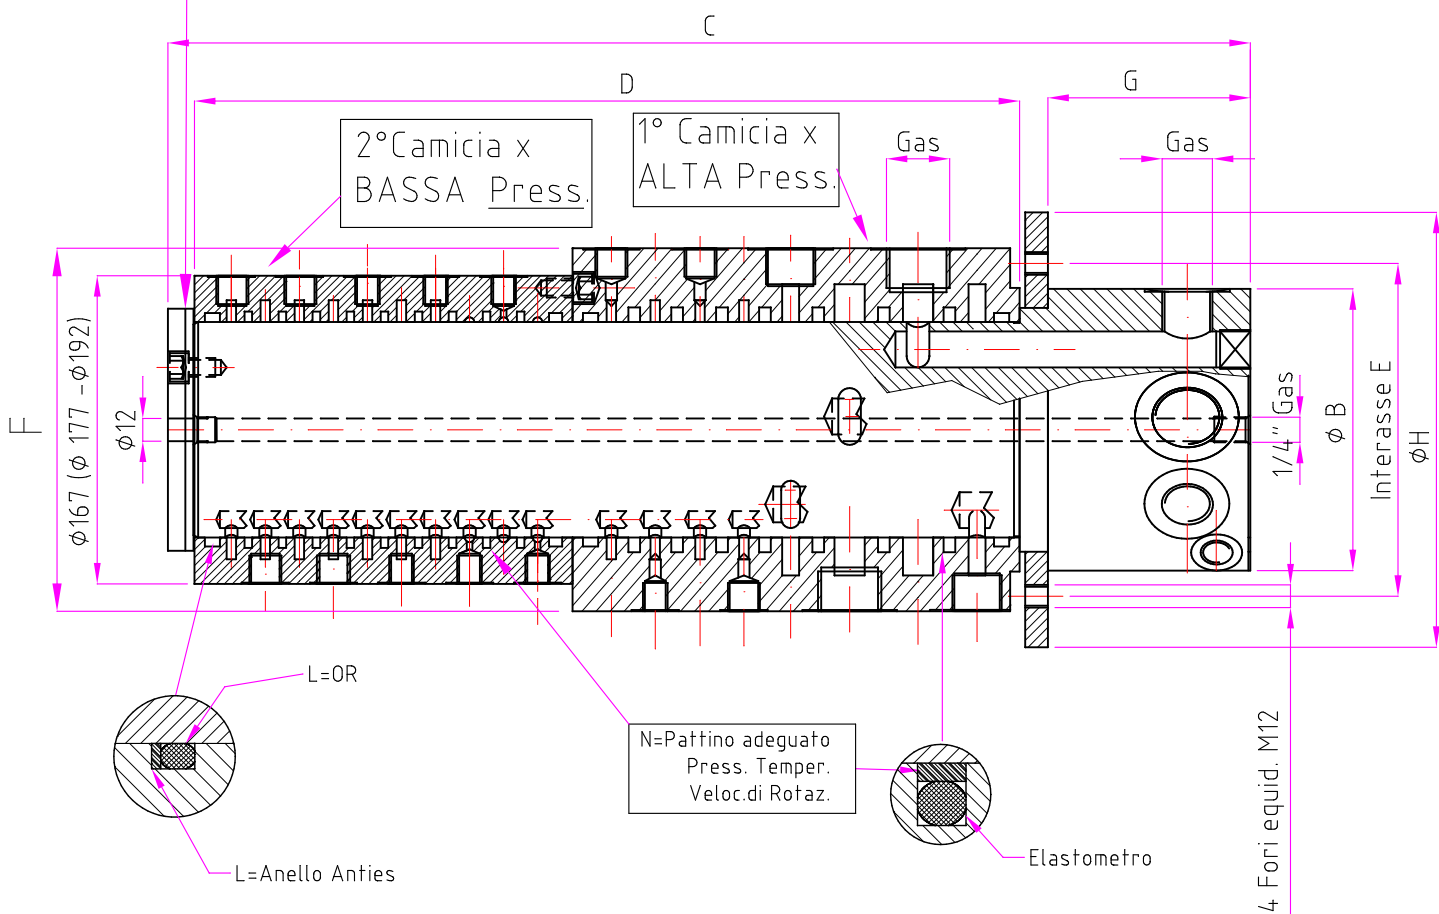 C
D
G
2°Camicia x
BASSA Press.
1° Camicia x
ALTA Press.
Gas
Gas
F
ϕ167 (ϕ 177 -ϕ192)
ϕ12
1/4" Gas
ϕ B
Interasse E
ϕH
L=OR
N=Pattino adeguato
Press. Temper.
Veloc.di Rotaz.
L=Anello Anties
Elastometro
4 Fori equid. M12